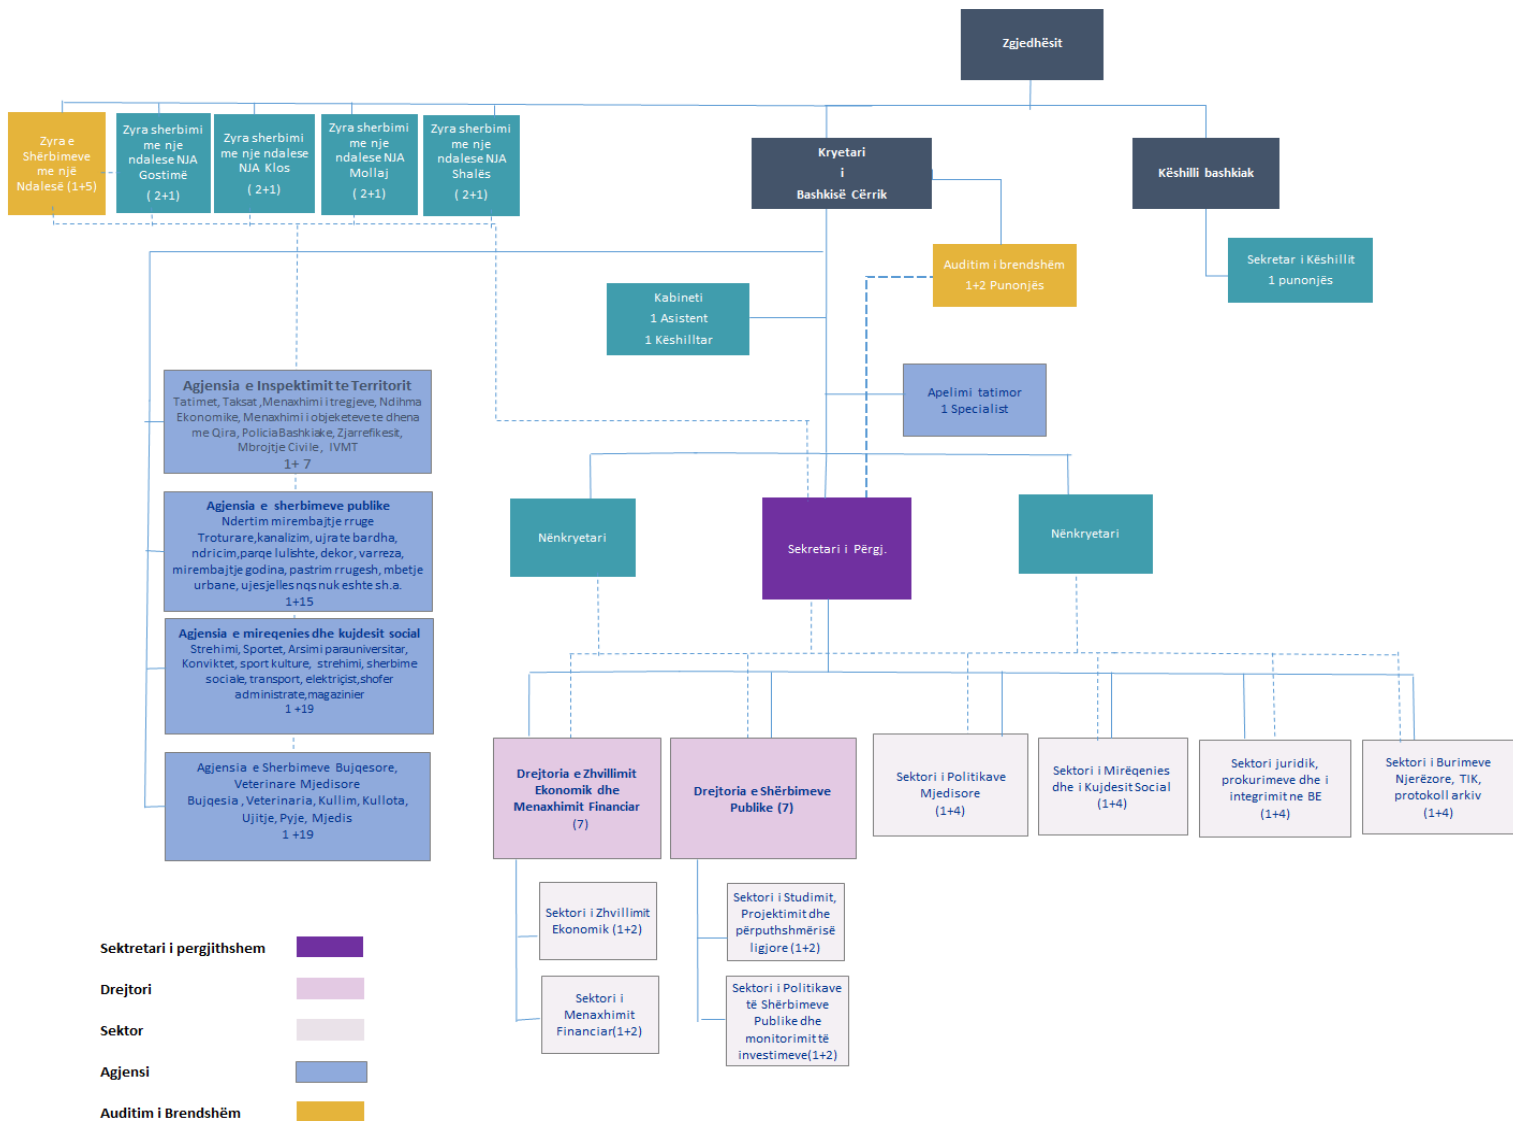 Zgjedhësit
Zyra e
Shërbimeve
me një
Ndalesë (1+5)
Zyra sherbimi
me nje
ndalese NJA
Gostimë
( 2+1)
Zyra sherbimi
me nje ndalese
NJA Klos
( 2+1)
Zyra sherbimi
me nje
ndalese NJA
Mollaj
( 2+1)
Zyra sherbimi
me nje
ndalese NJA
Shalës
( 2+1)
Kryetari
i
Bashkisë Cërrik
Këshilli bashkiak
Auditim i brendshëm
1+2 Punonjës
Sekretar i Këshillit
1 punonjës
Kabineti
1 Asistent
1 Këshilltar
Apelimi tatimor
1 Specialist
Agjensia e Inspektimit te Territorit
Tatimet, Taksat ,Menaxhimi i tregjeve, Ndihma
Ekonomike, Menaxhimi i objeketeve te dhena
me Qira, PoliciaBashkiake, Zjarrefikesit,
Mbrojtje Civile , IVMT
1+ 7
Agjensia e sherbimeve publike
Ndertim mirembajtje rruge
Troturare,kanalizim, ujrate bardha,
ndricim,parqe lulishte, dekor, varreza,
mirembajtje godina, pastrim rrugesh, mbetje
urbane, ujesjelles nqs nuk eshte sh.a.
1+15
Agjensia e mireqenies dhe kujdesit social
Strehimi, Sportet, Arsimi parauniversitar,
Konviktet, sport kulture, strehimi, sherbime
sociale, transport, elektriçist,shofer
administrate,magazinier
1 +19
Agjensia e Sherbimeve Bujqesore,
Veterinare Mjedisore
Bujqesia , Veterinaria, Kullim, Kullota,
Ujitje, Pyje, Mjedis
1 +19
Nënkryetari
Sekretari i Përgj.
Nënkryetari
Drejtoria e Zhvillimit
Ekonomik dhe
Menaxhimit Financiar
(7)
Drejtoria e Shërbimeve
Publike (7)
Sektori i Politikave
Mjedisore
(1+4)
Sektori i Mirëqenies
dhe i Kujdesit Social
(1+4)
Sektori juridik,
prokurimeve dhe i
integrimit ne BE
(1+4)
Sektori i Burimeve
Njerëzore, TIK,
protokoll arkiv
(1+4)
Sektori i Zhvillimit
Ekonomik (1+2)
Sektori i
Menaxhimit
Financiar(1+2)
Sektori i Studimit,
Projektimit dhe
përputhshmërisë
ligjore (1+2)
Sektori i Politikave
të Shërbimeve
Publike dhe
monitorimit të
investimeve(1+2)
Sektretari i pergjithshem
Drejtori
Sektor
Agjensi
Auditim i Brendshëm